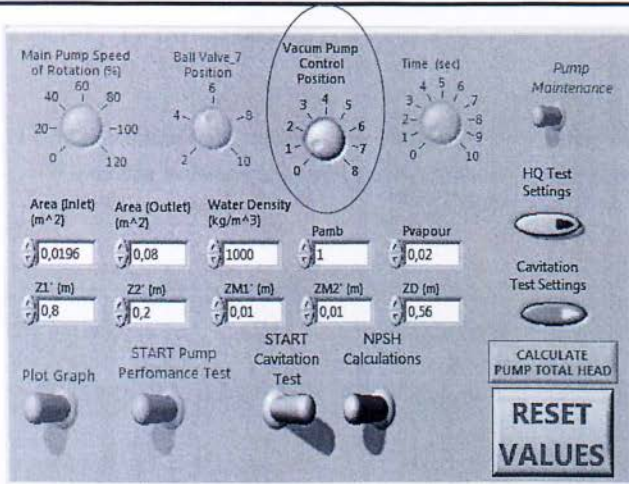 Main Pump Speed
of Rotation (%)
Ball Valve_7
Position
Vacum Pump
Control
Position
Time (sec)
Pump
Maintenance
0
20
40
60
80
100
120
2
4
6
8
10
0
1
2
3
4
5
6
7
8
0
1
2
3
4
5
6
7
8
9
10
HQ Test
Settings
Area (Inlet)
(m^2)
Area (Outlet)
(m^2)
Water Density
(kg/m^3)
Pamb
Pvapour
0,0196
0,08
1000
1
0,02
Cavitation
Test Settings
Z1' (m)
Z2' (m)
ZM1' (m)
ZM2' (m)
ZD (m)
0,8
0,2
0,01
0,01
0,56
Plot Graph
START Pump
Perfomance Test
START
Cavitation
Test
NPSH
Calculations
CALCULATE
PUMP TOTAL HEAD
RESET
VALUES